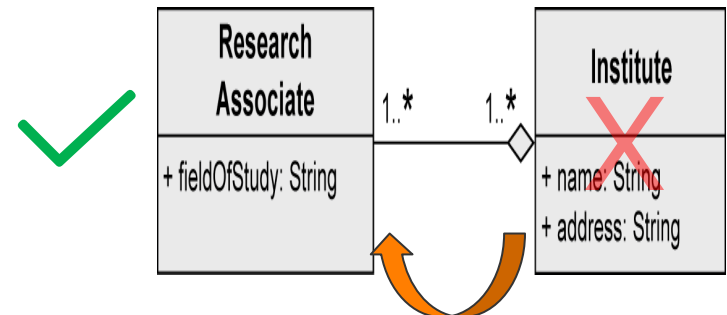 Research
Associate
+ fieldOfStudy: String
1..*
1..*
Institute
+ name: String
+ address: String